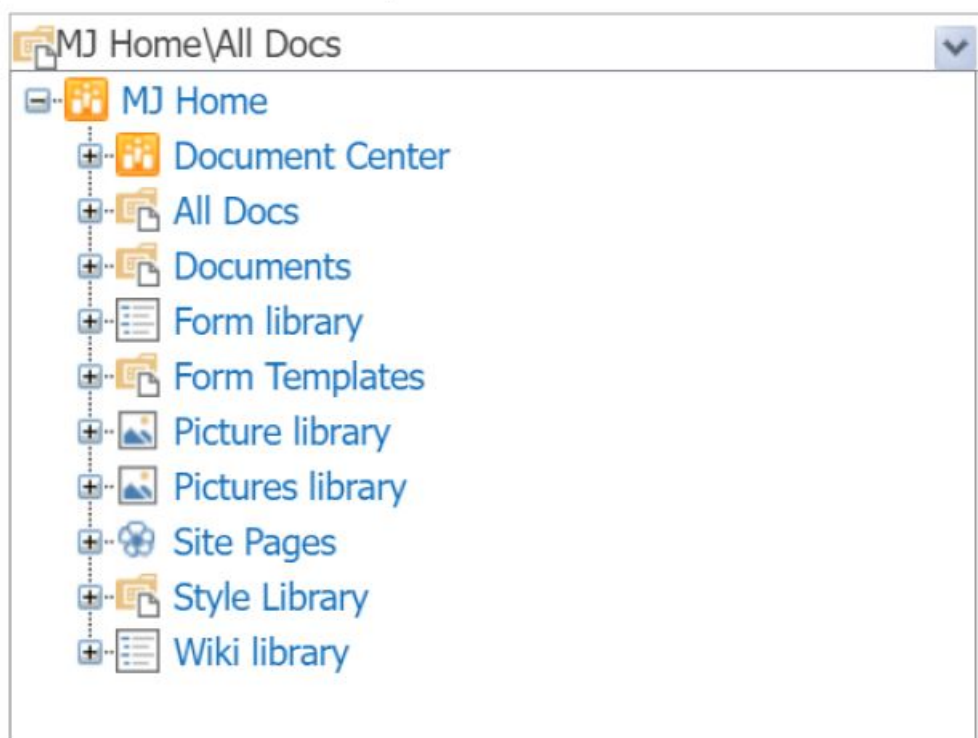 MJ Home\All Docs
MJ Home
Document Center
All Docs
Documents
Form library
Form Templates
Picture library
Pictures library
Site Pages
Style Library
Wiki library